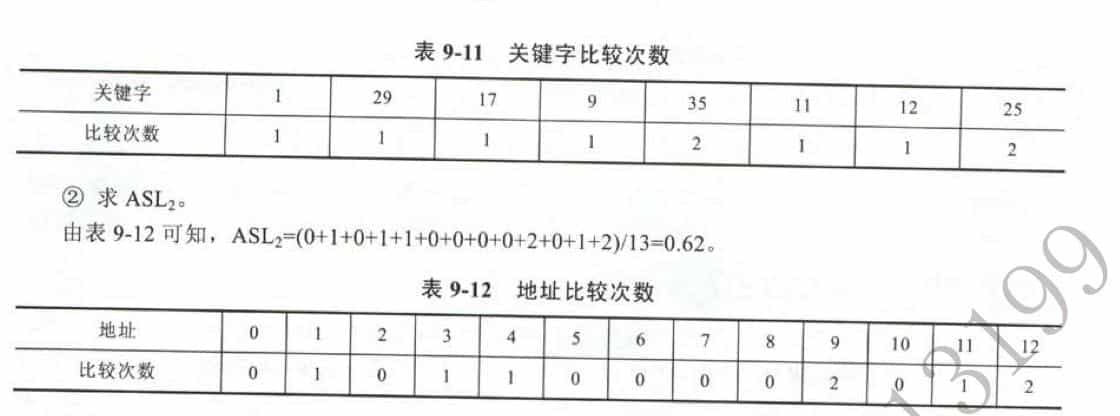 表 9-11 关键字比较次数
关键字 1 29 17 9 35 11 12 25
比较次数 1 1 1 1 2 1 1 2
② 求 ASL₂。
由表 9-12 可知，ASL₂=(0+1+0+1+1+0+0+0+0+2+0+1+2)/13=0.62。
表 9-12 地址比较次数
地址 0 1 2 3 4 5 6 7 8 9 10 11 12
比较次数 0 1 0 1 1 0 0 0 0 2 0 1 2
13199